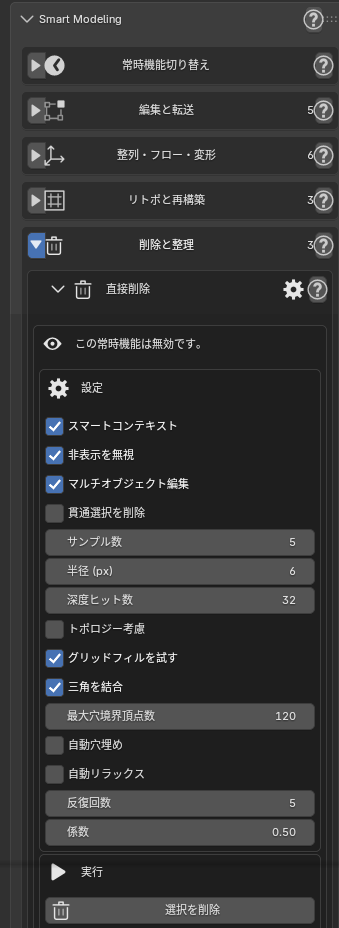 Smart Modeling
常時機能切り替え
編集と転送 5
整列・フロー・変形 6
リトポと再構築 3
削除と整理 3
直接削除
この常時機能は無効です。
設定
スマートコンテキスト
非表示を無視
マルチオブジェクト編集
貫通選択を削除
サンプル数 5
半径 (px) 6
深度ヒット数 32
トポロジー考慮
グリッドフィルを試す
三角を結合
最大穴境界頂点数 120
自動穴埋め
自動リラックス
反復回数 5
係数 0.50
実行
選択を削除